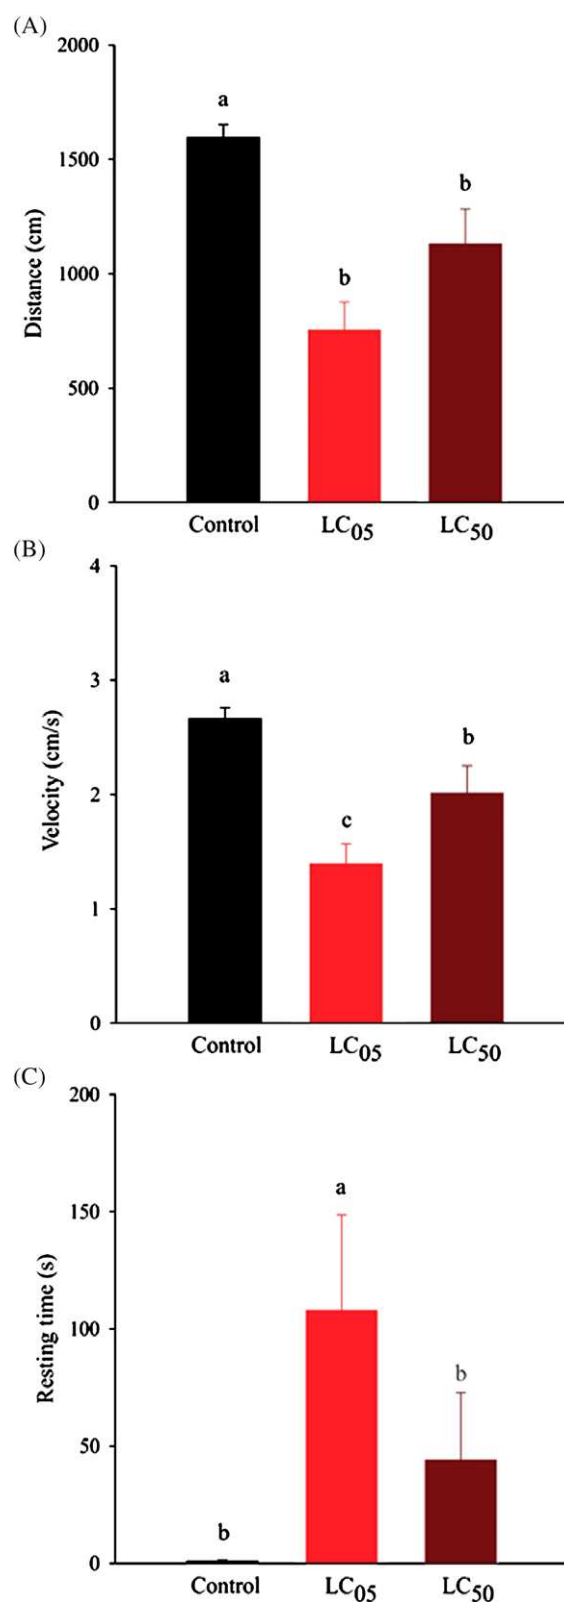 (A)
2000
a
1500
b
Distance (cm)
b
1000
500
0
Control LC05 LC50
(B)
4
a
3
b
Velocity (cm/s)
2
c
1
0
Control LC05 LC50
(C)
200
a
150
Resting time (s)
100
b
50
b
0
Control LC05 LC50